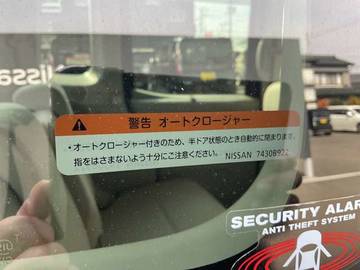 Nissan
警告 オートクロージャー
・オートクロージャー付きのため、半ドア状態のとき自動的に閉まります。
指をはさまないよう十分にご注意ください。 NISSAN 7430B922
SECURITY ALAR
ANTI THEFT SYSTEM